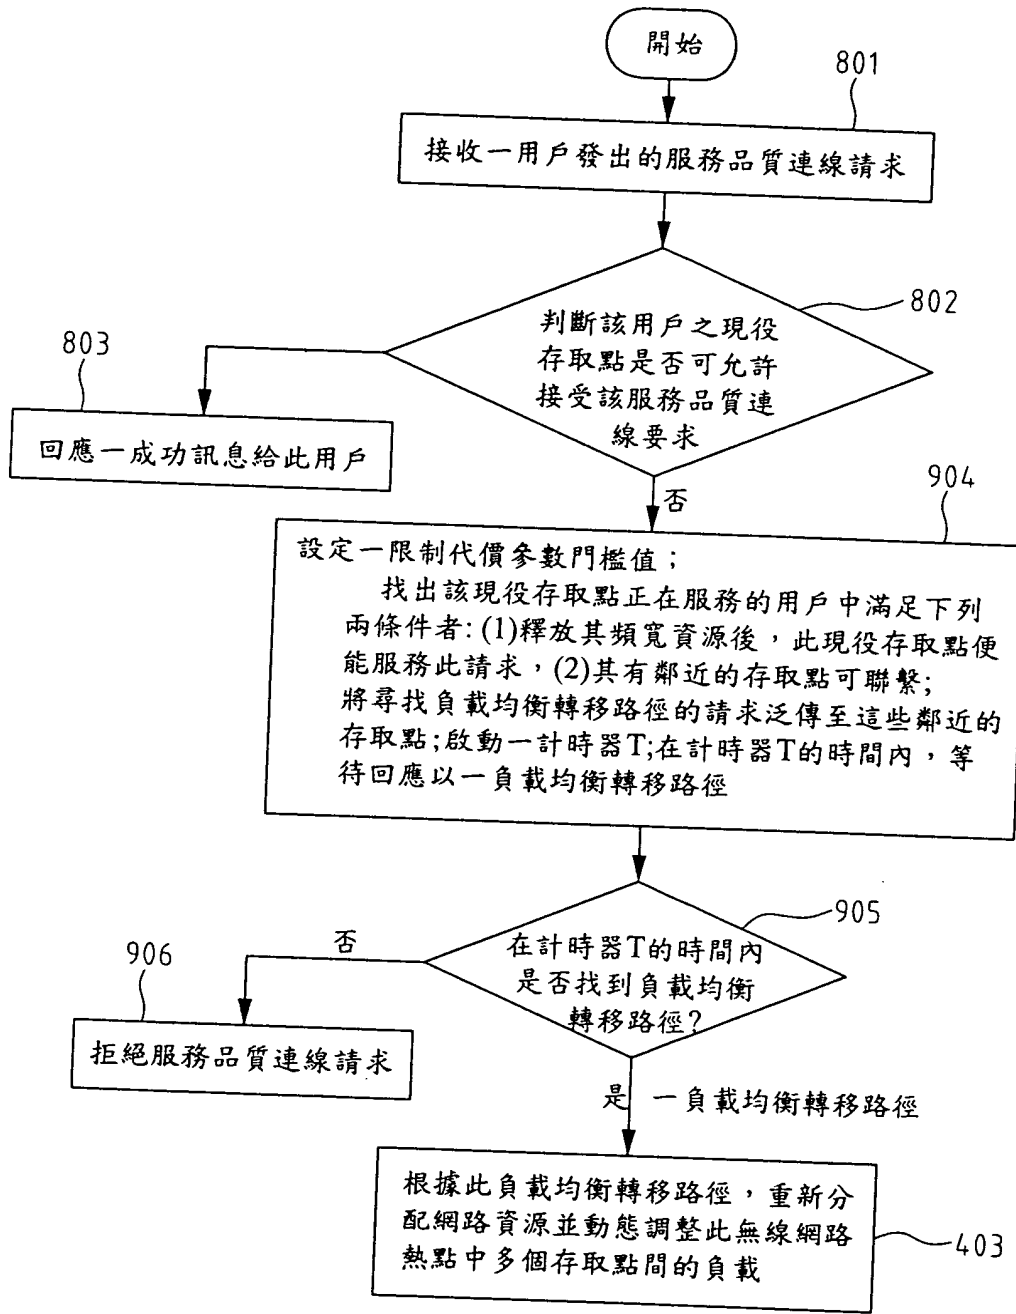 開始
801
接收一用戶發出的服務品質連線請求
802
判斷該用戶之現役
存取點是否可允許
接受該服務品質連
線要求
803
回應一成功訊息給此用戶
否
904
設定一限制代價參數門檻值;
找出該現役存取點正在服務的用戶中滿足下列
兩條件者: (1)釋放其頻寬資源後,此現役存取點便
能服務此請求, (2)其有鄰近的存取點可聯繫;
將尋找負載均衡轉移路徑的請求泛傳至這些鄰近的
存取點;啟動一計時器T;在計時器T的時間內,等
待回應以一負載均衡轉移路徑
905
在計時器T的時間內
是否找到負載均衡
轉移路徑?
否
906
拒絕服務品質連線請求
是 一負載均衡轉移路徑
根據此負載均衡轉移路徑,重新分
配網路資源並動態調整此無線網路
熱點中多個存取點間的負載
403